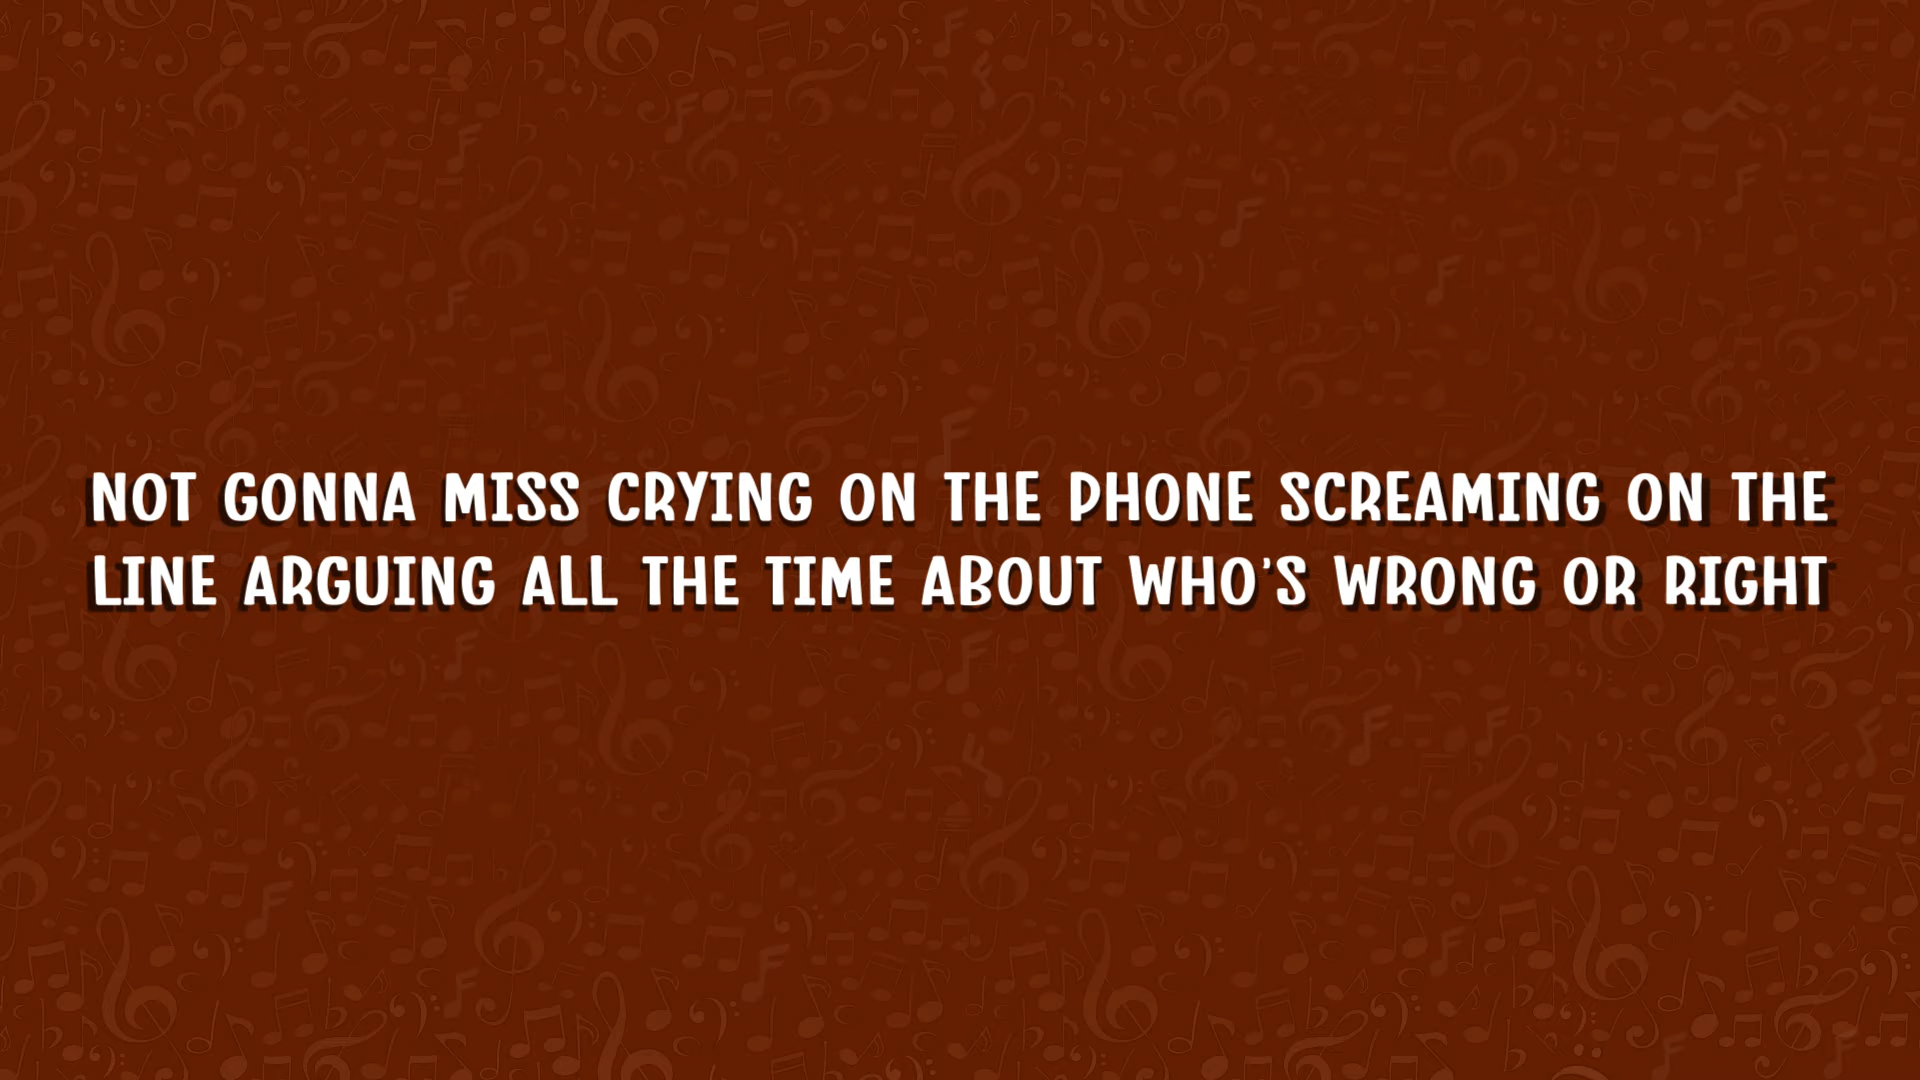 NOT GONNA MISS CRYING ON THE PHONE SCREAMING ON THE
LINE ARGUING ALL THE TIME ABOUT WHO'S WRONG OR RIGHT